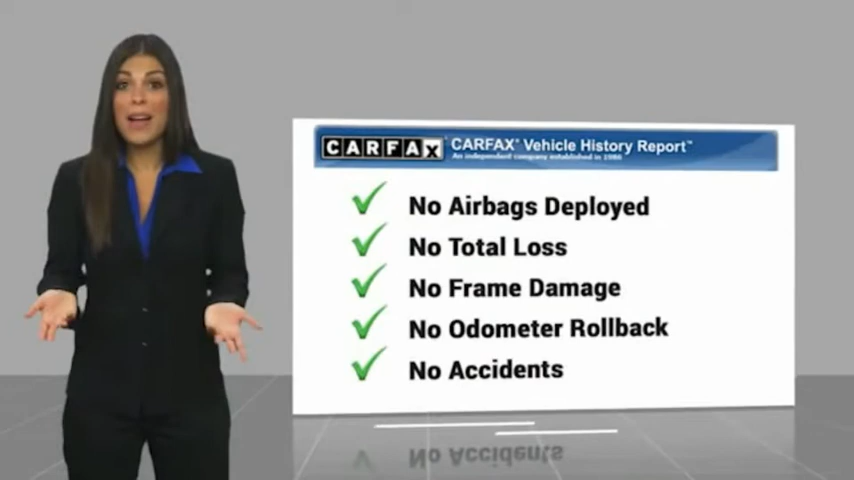 CARFAX
CARFAX® Vehicle History Report™
An independent company established in 1986
No Airbags Deployed
No Total Loss
No Frame Damage
No Odometer Rollback
No Accidents